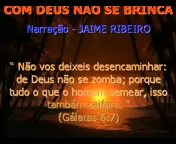 COM DEUS NAO SE BRINCA
Narração - JAIME RIBEIRO
“ Não vos deixeis desencaminhar:
de Deus não se zomba; porque
tudo o que o homem semear, isso
também ceifará. ”
(Gálatas 6:7)